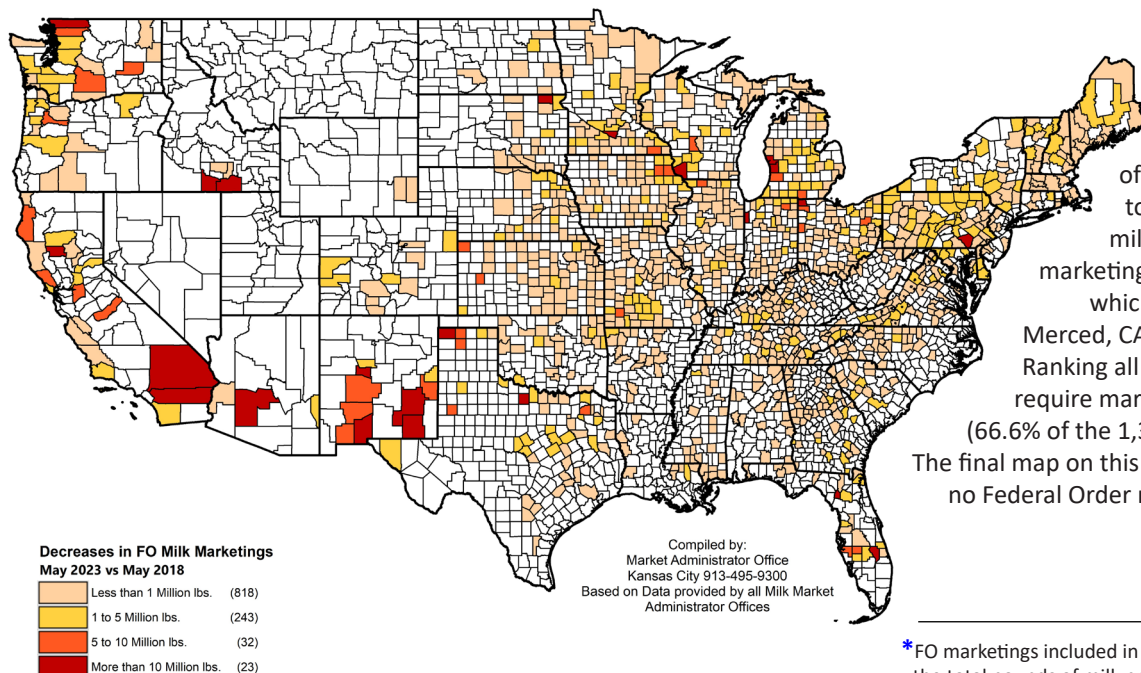 of
to
mil
marketing
which
Merced, CA
Ranking all
require mar
(66.6% of the 1,3
The final map on this
no Federal Order r
Decreases in FO Milk Marketings
May 2023 vs May 2018
Less than 1 Million lbs. (818)
1 to 5 Million lbs. (243)
5 to 10 Million lbs. (32)
More than 10 Million lbs. (23)
Compiled by:
Market Administrator Office
Kansas City 913-495-9300
Based on Data provided by all Milk Market
Administrator Offices
*FO marketings included in